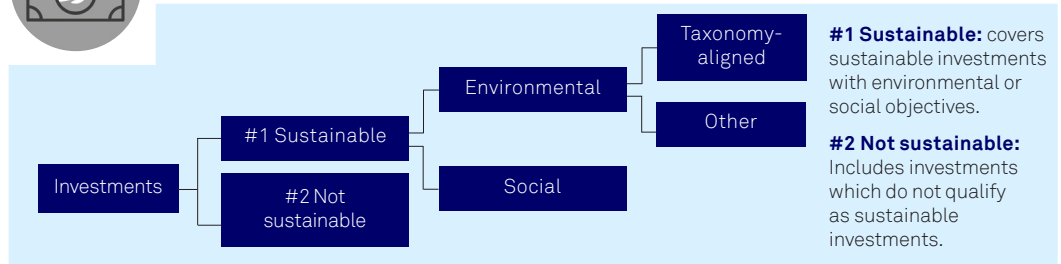 Investments
#1 Sustainable
#2 Not
sustainable
Environmental
Social
Taxonomy-
aligned
Other
#1 Sustainable: covers
sustainable investments
with environmental or
social objectives.
#2 Not sustainable:
Includes investments
which do not qualify
as sustainable
investments.